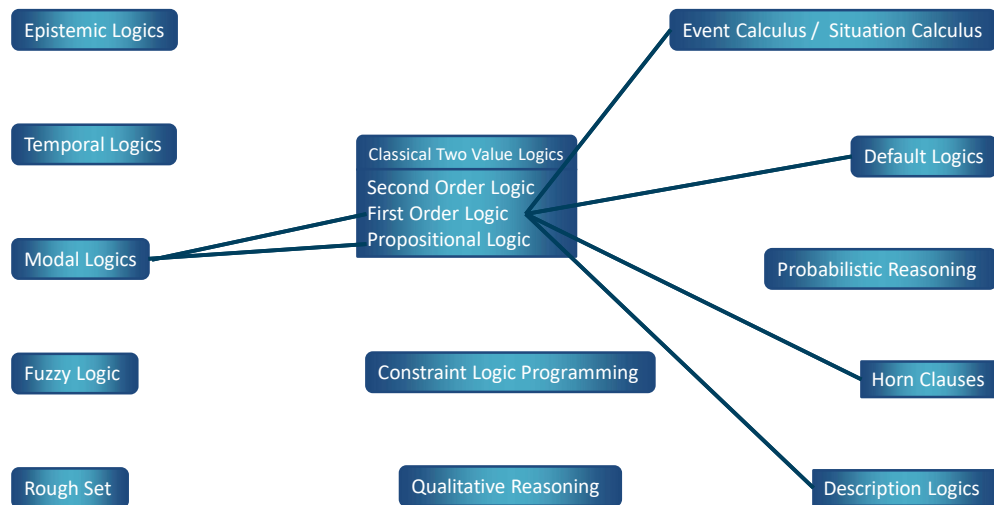 Epistemic Logics
Event Calculus / Situation Calculus
Temporal Logics
Classical Two Value Logics
Second Order Logic
First Order Logic
Propositional Logic
Default Logics
Modal Logics
Probabilistic Reasoning
Fuzzy Logic
Constraint Logic Programming
Horn Clauses
Rough Set
Qualitative Reasoning
Description Logics